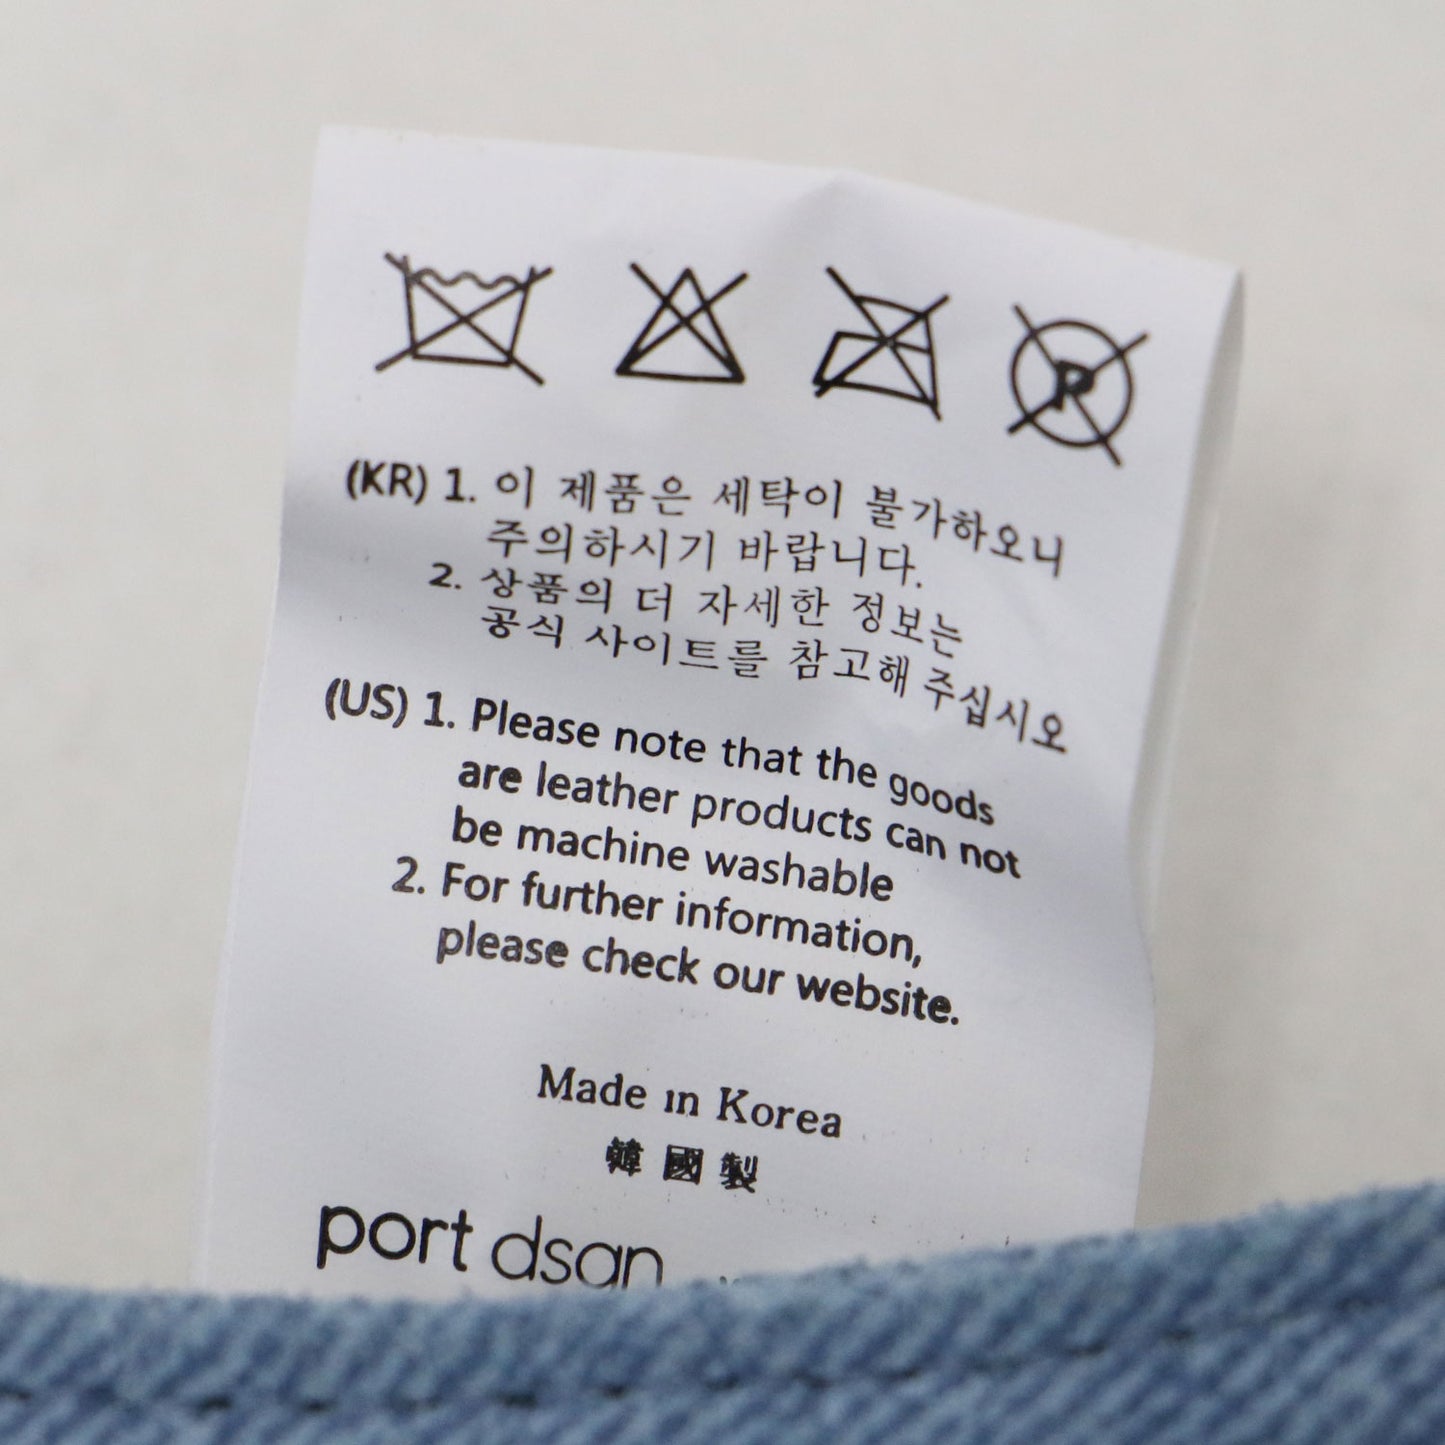 P
(KR) 1. 이 제품은 세탁이 불가하오니
주의하시기 바랍니다.
2. 상품의 더 자세한 정보는
공식 사이트를 참고해 주십시오
(US) 1. Please note that the goods
are leather products can not
be machine washable
2. For further information,
please check our website.
Made in Korea
韓國製
port dsgn